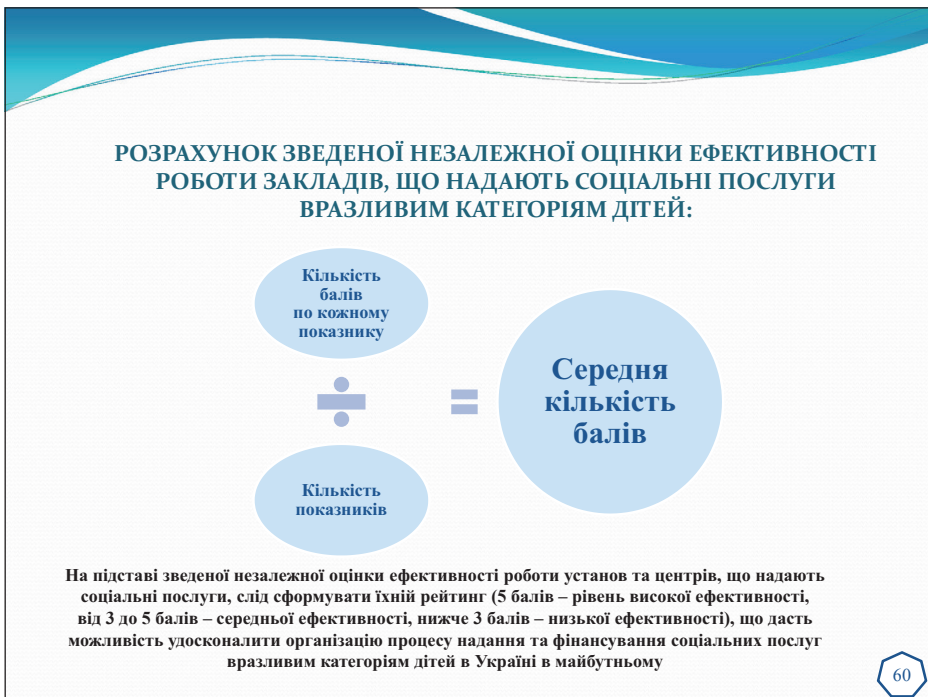 РОЗРАХУНОК ЗВЕДЕНОЇ НЕЗАЛЕЖНОЇ ОЦІНКИ ЕФЕКТИВНОСТІ
РОБОТИ ЗАКЛАДІВ, ЩО НАДАЮТЬ СОЦІАЛЬНІ ПОСЛУГИ
ВРАЗЛИВИМ КАТЕГОРІЯМ ДІТЕЙ:
Кількість
балів
по кожному
показнику
÷
Кількість
показників
=
Середня
кількість
балів
На підставі зведеної незалежної оцінки ефективності роботи установ та центрів, що надають
соціальні послуги, слід сформувати їхній рейтинг (5 балів – рівень високої ефективності,
від 3 до 5 балів – середньої ефективності, нижче 3 балів – низької ефективності), що дасть
можливість удосконалити організацію процесу надання та фінансування соціальних послуг
вразливим категоріям дітей в Україні в майбутньому
60